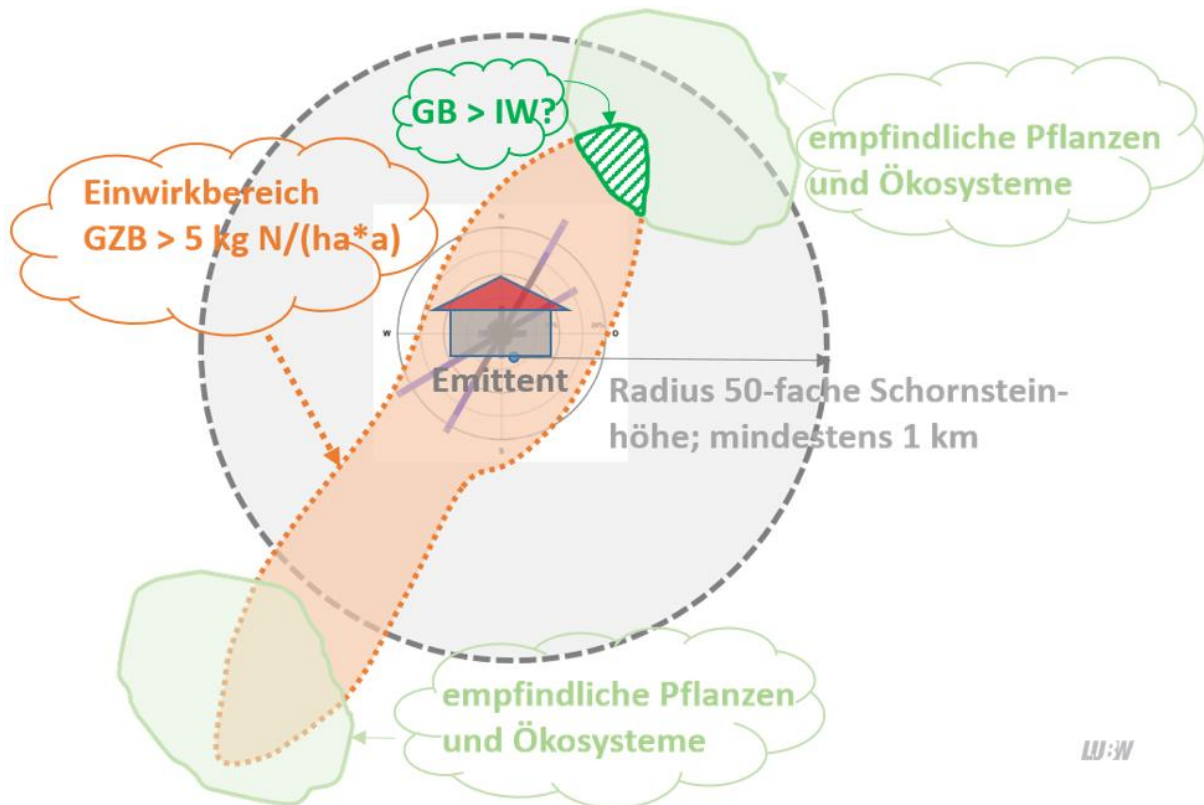 GB > IW?
empfindliche Pflanzen
und Ökosysteme
Einwirkbereich
GZB > 5 kg N/(ha*a)
N
W
O
S
20%
Emittent
Radius 50-fache Schornstein-
höhe; mindestens 1 km
empfindliche Pflanzen
und Ökosysteme
LUBW